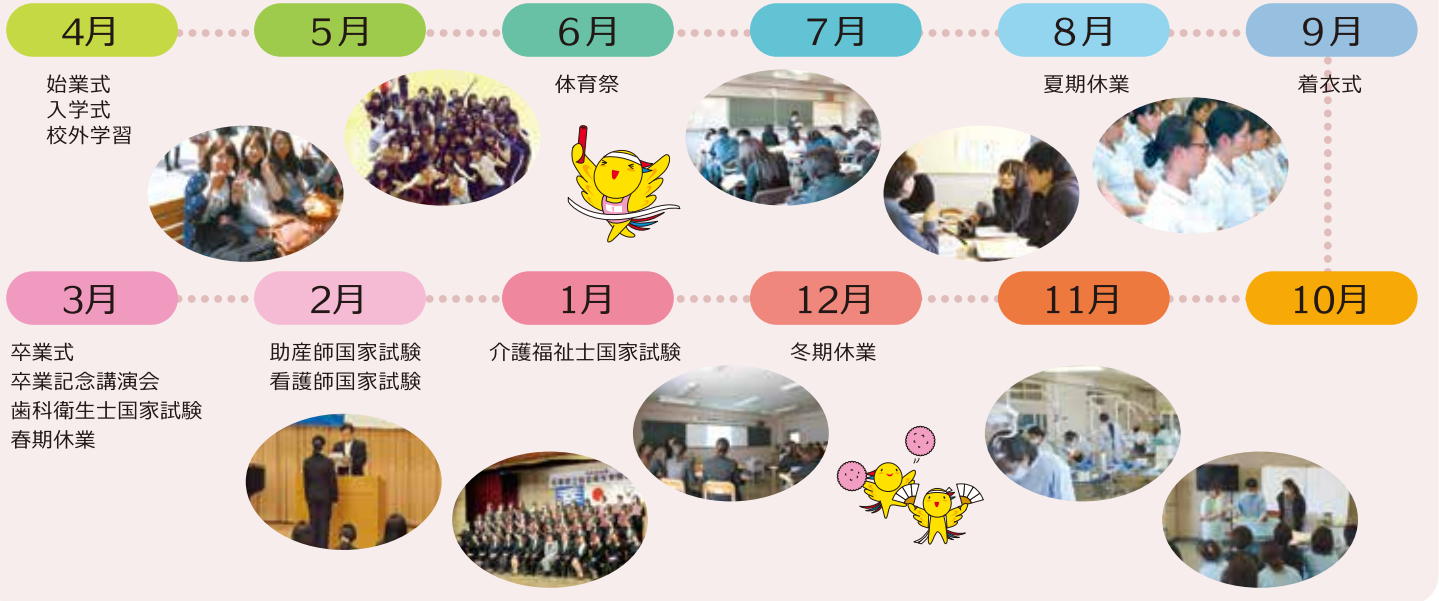 4月
始業式
入学式
校外学習
5月
6月
体育祭
7月
8月
夏期休業
9月
着衣式
10月
11月
12月
冬期休業
1月
介護福祉士国家試験
2月
助産師国家試験
看護師国家試験
3月
卒業式
卒業記念講演会
歯科衛生士国家試験
春期休業